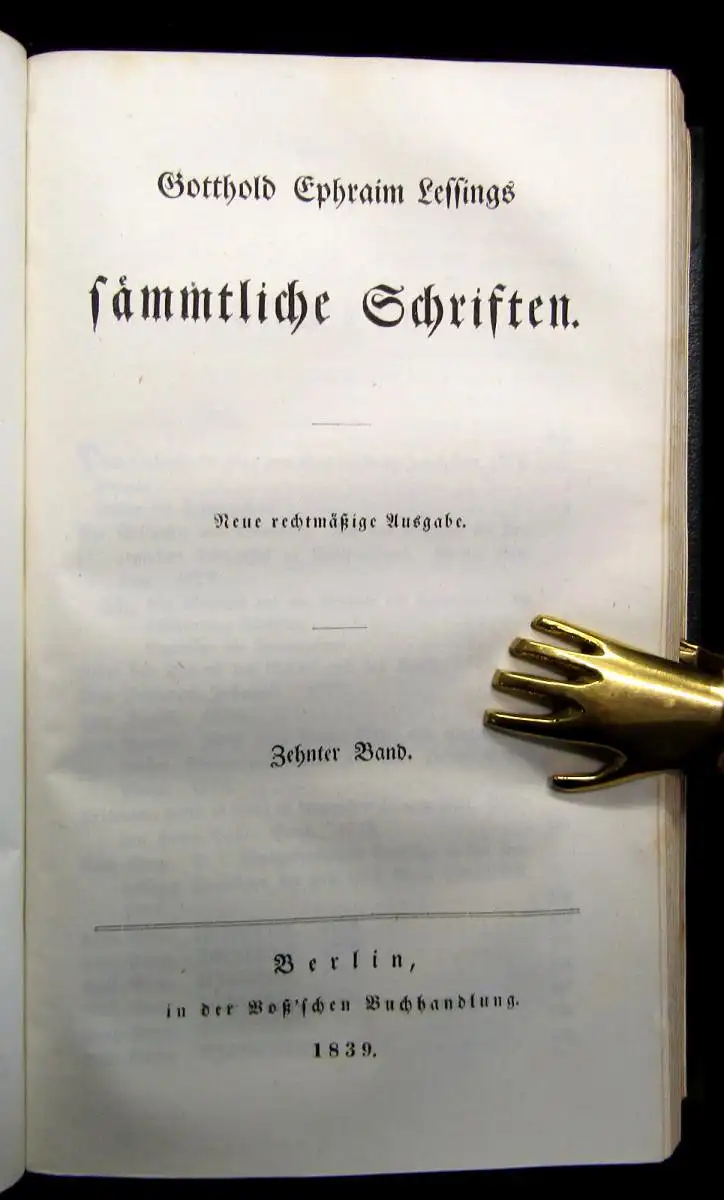 Gotthold Ephraim Leſſings
ſämmtliche Schriften.
Neue rechtmäßige Ausgabe.
Zehnter Band.
Berlin,
in der Voß'ſchen Buchhandlung.
1839.